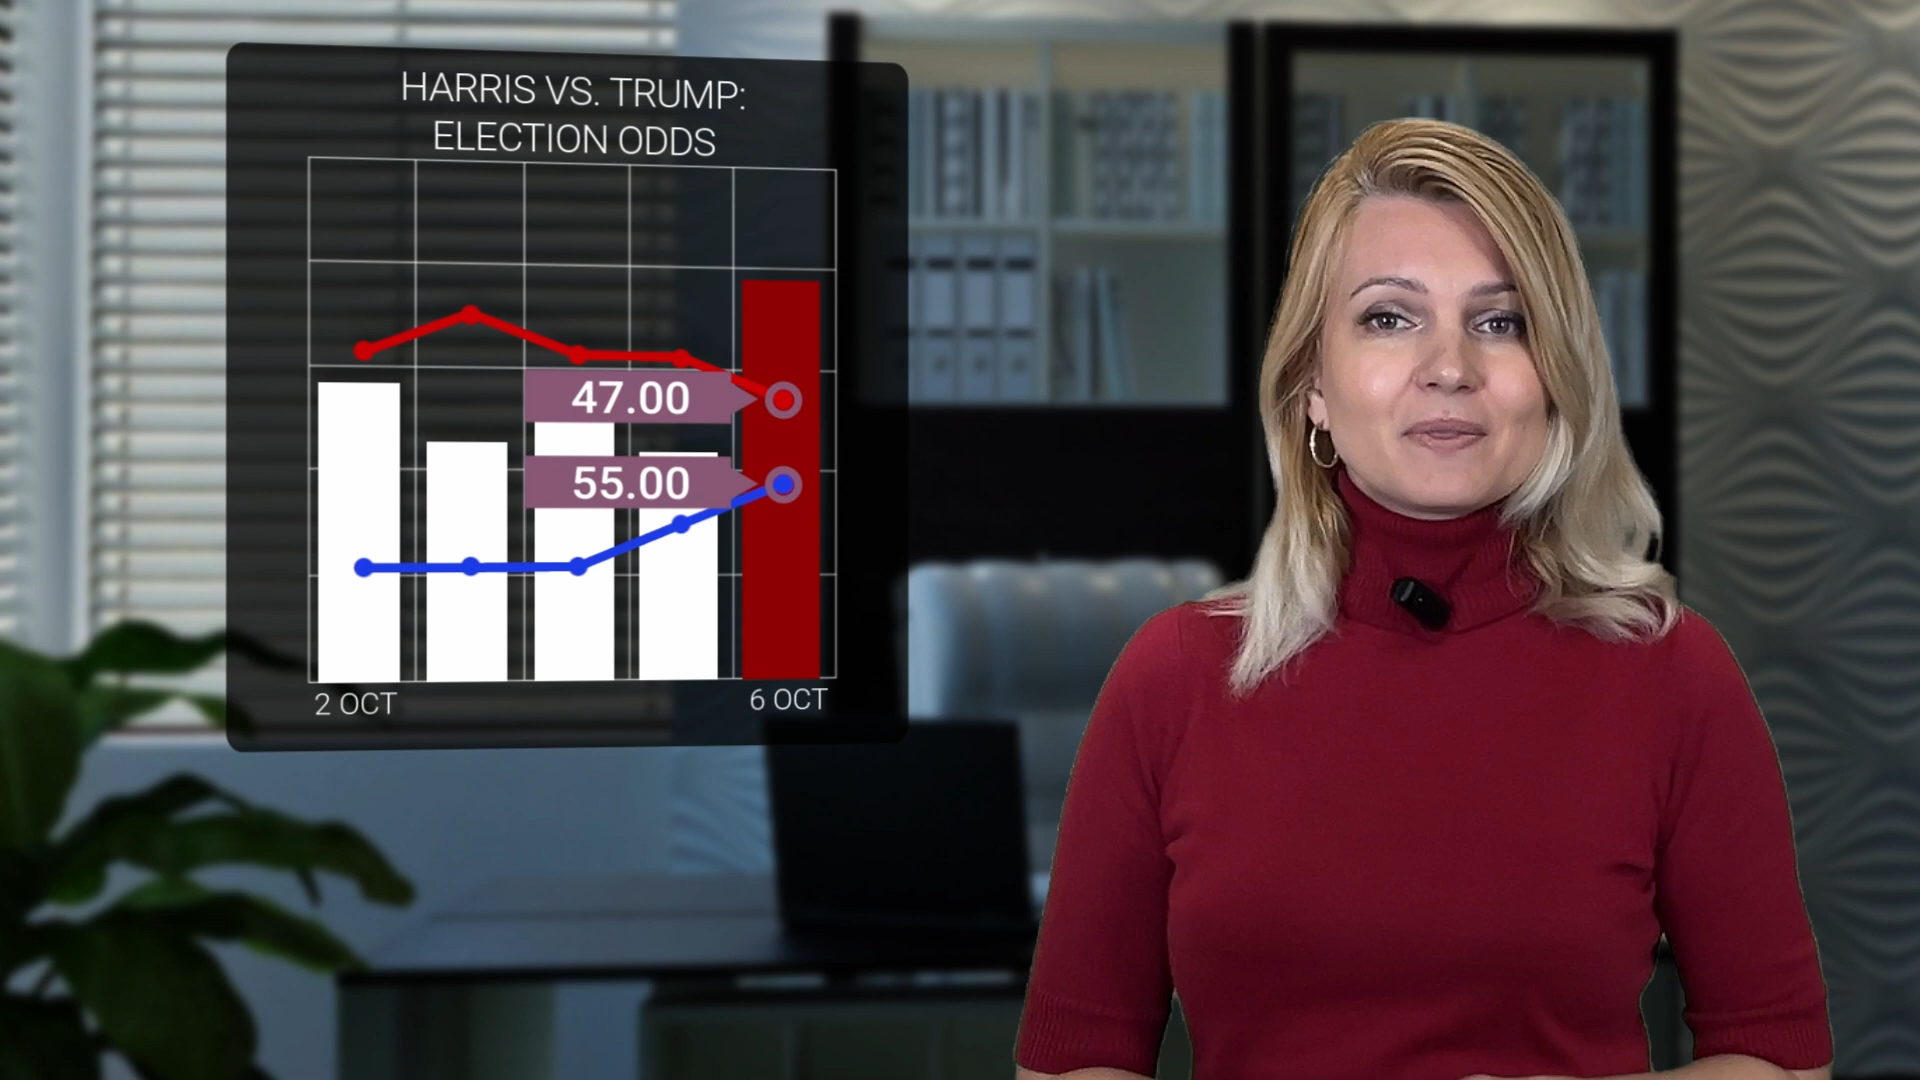 HARRIS VS. TRUMP:
ELECTION ODDS
47.00
55.00
2 OCT
6 OCT